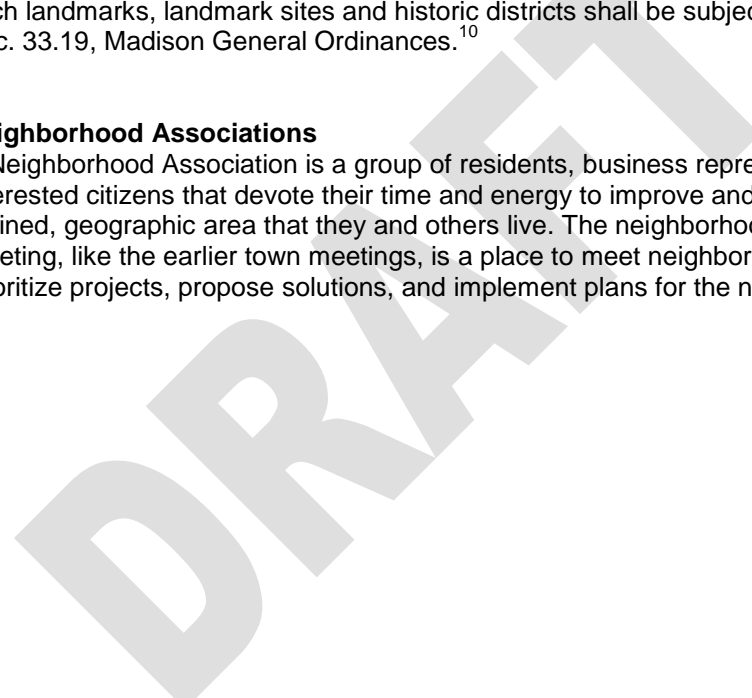 ch landmarks, landmark sites and historic districts shall be subjec
c. 33.19, Madison General Ordinances.10
ighborhood Associations
Neighborhood Association is a group of residents, business repre
erested citizens that devote their time and energy to improve and
ined, geographic area that they and others live. The neighborhoo
eting, like the earlier town meetings, is a place to meet neighbor
oritize projects, propose solutions, and implement plans for the n
DRAFT